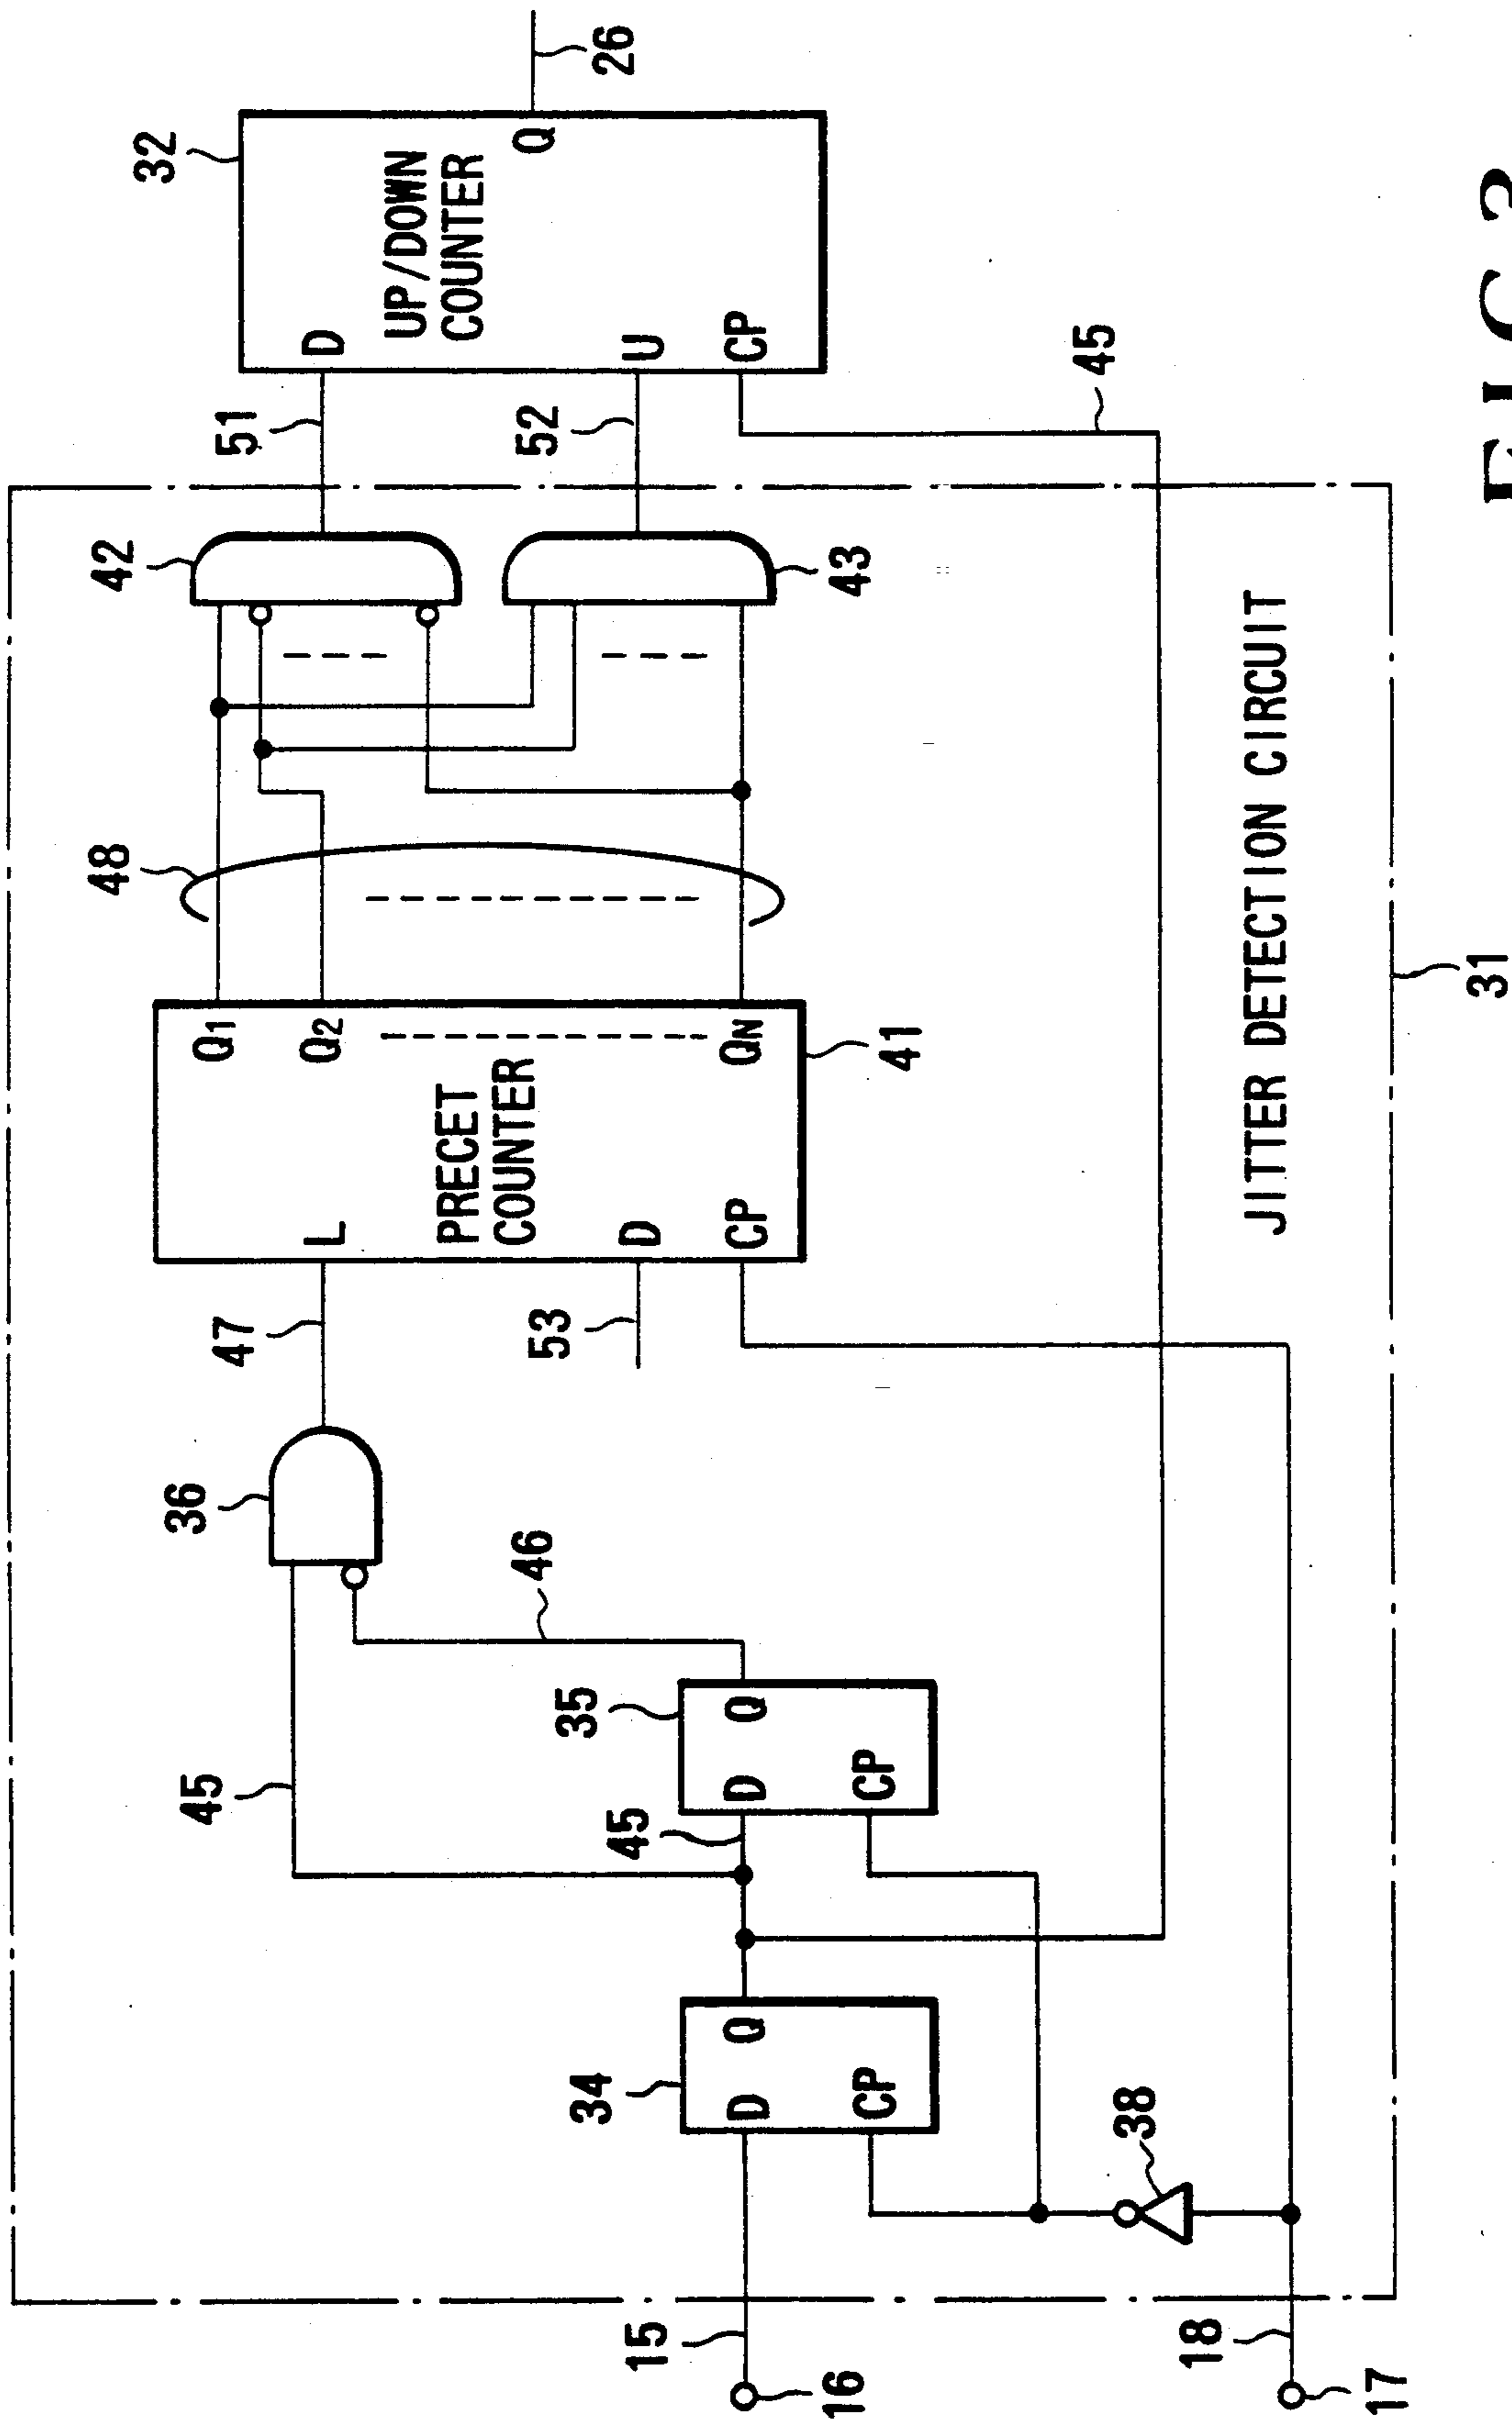 48
42
32
45
36
47
Q1
51
L
Q2
D
46
PRECET
COUNTER
UP/DOWN
COUNTER
Q
52
26
34
35
45
53
D
U
15
D
Q
D
Q
CP
QN
CP
16
CP
CP
43
41
45
38
18
JITTER DETECTION CIRCUIT
17
31